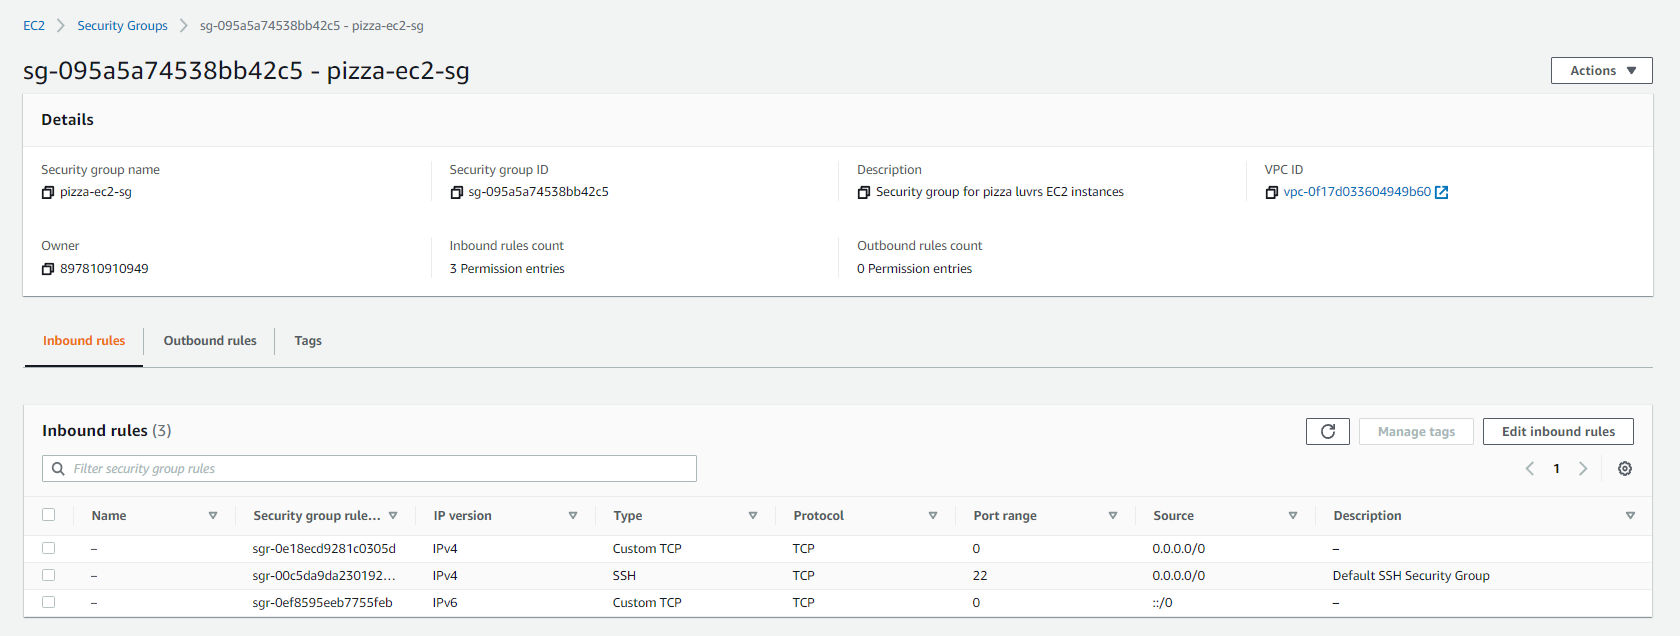 EC2 > Security Groups > sg-095a5a74538bb42c5 - pizza-ec2-sg
sg-095a5a74538bb42c5 - pizza-ec2-sg
Actions
Details
Security group name
pizza-ec2-sg
Security group ID
sg-095a5a74538bb42c5
Description
Security group for pizza luvrs EC2 instances
VPC ID
vpc-0f17d033604949b60
Owner
897810910949
Inbound rules count
3 Permission entries
Outbound rules count
0 Permission entries
Inbound rules Outbound rules Tags
Inbound rules (3)
Manage tags Edit inbound rules
Filter security group rules
1
Name Security group rule... IP version Type Protocol Port range Source Description
– sgr-0e18ecd9281c0305d IPv4 Custom TCP TCP 0 0.0.0.0/0 –
– sgr-00c5da9da230192... IPv4 SSH TCP 22 0.0.0.0/0 Default SSH Security Group
– sgr-0ef8595eeb7755feb IPv6 Custom TCP TCP 0 ::/0 –